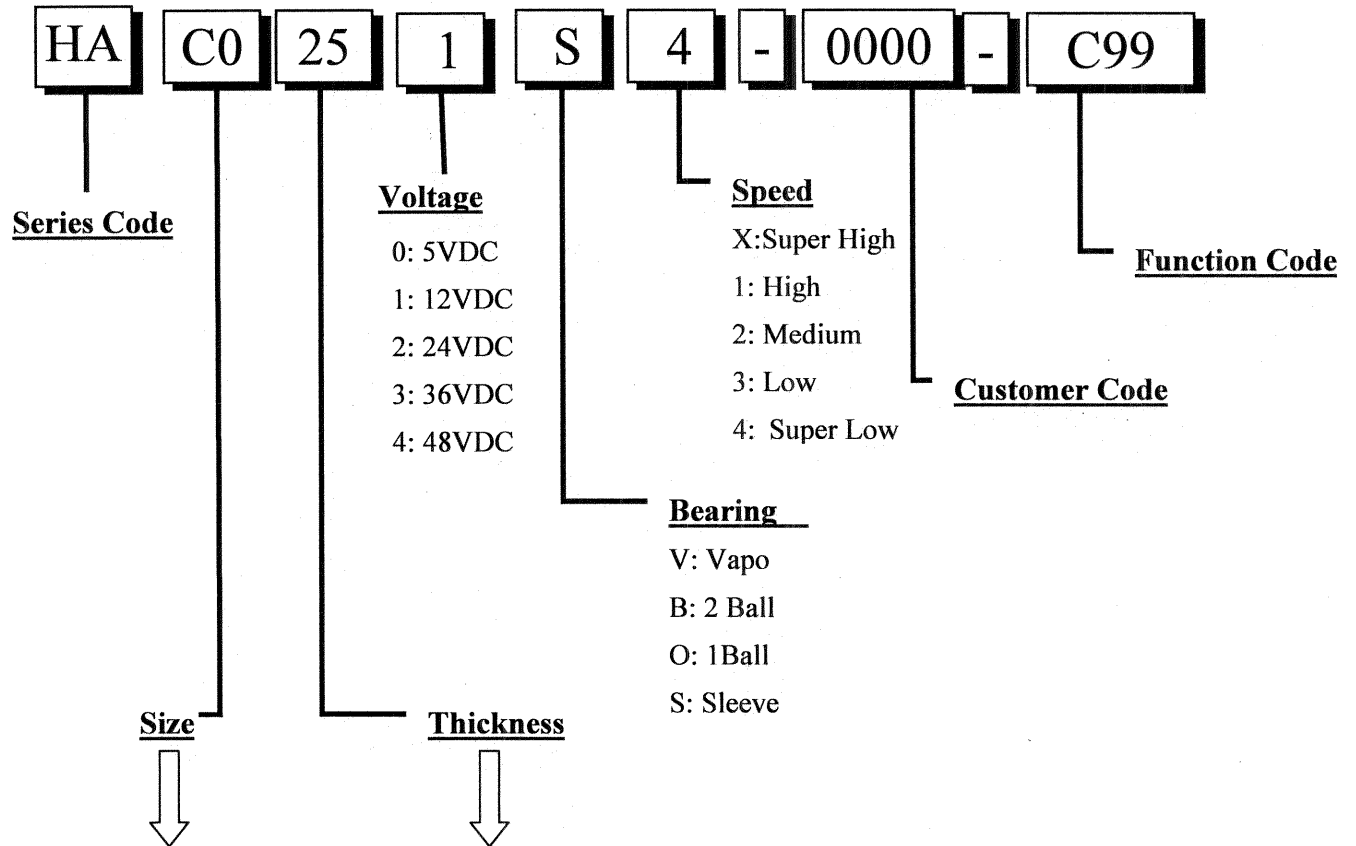 HA C0 25 1 S 4 - 0000 - C99
Series Code
Voltage
0: 5VDC
1: 12VDC
2: 24VDC
3: 36VDC
4: 48VDC
Speed
X:Super High
1: High
2: Medium
3: Low
4: Super Low
Function Code
Customer Code
Bearing
V: Vapo
B: 2 Ball
O: 1Ball
S: Sleeve
Size
Thickness